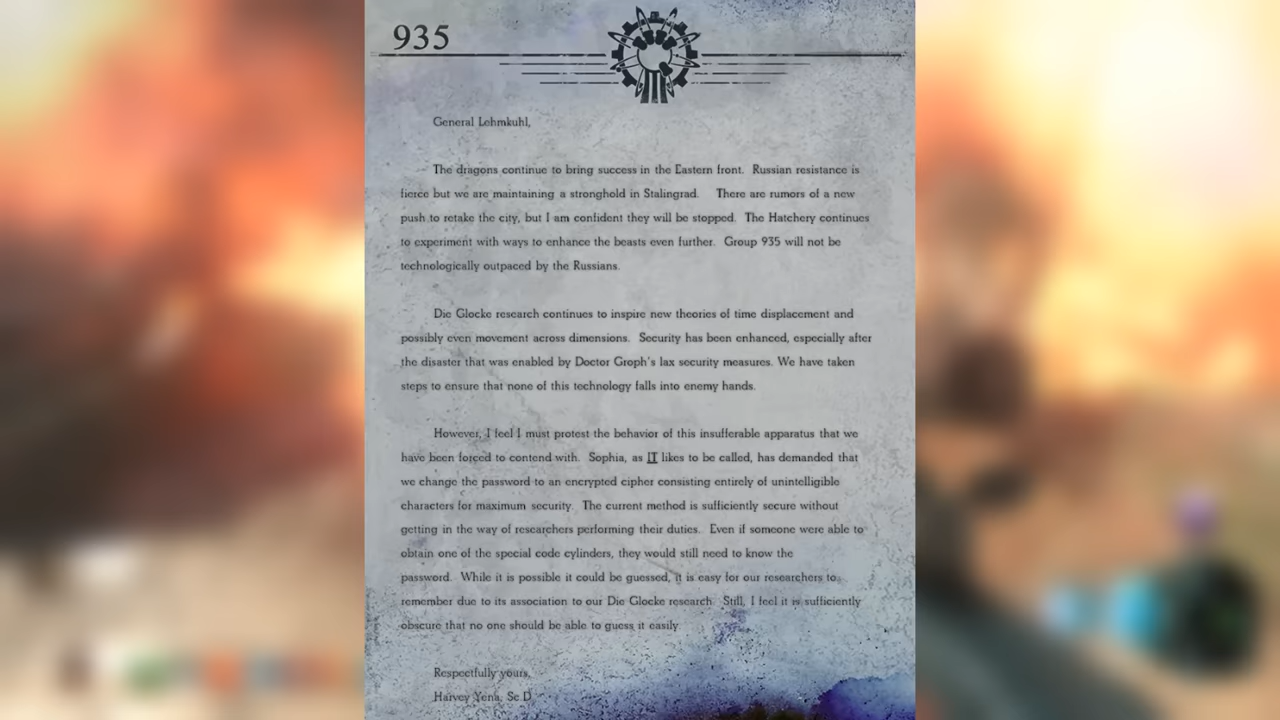 935
General Lehmkuhl,
The dragons continue to bring success in the Eastern front. Russian resistance is
fierce but we are maintaining a stronghold in Stalingrad. There are rumors of a new
push to retake the city, but I am confident they will be stopped. The Hatchery continues
to experiment with ways to enhance the beasts even further. Group 935 will not be
technologically outpaced by the Russians.
Die Glocke research continues to inspire new theories of time displacement and
possibly even movement across dimensions. Security has been enhanced, especially after
the disaster that was enabled by Doctor Groph's lax security measures. We have taken
steps to ensure that none of this technology falls into enemy hands.
However, I feel I must protest the behavior of this insufferable apparatus that we
have been forced to contend with. Sophia, as IT likes to be called, has demanded that
we change the password to an encrypted cipher consisting entirely of unintelligible
characters for maximum security. The current method is sufficiently secure without
getting in the way of researchers performing their duties. Even if someone were able to
obtain one of the special code cylinders, they would still need to know the
password. While it is possible it could be guessed, it is easy for our researchers to
remember due to its association to our Die Glocke research. Still, I feel it is sufficiently
obscure that no one should be able to guess it easily.
Respectfully yours,
Harvey Yena, Sc.D